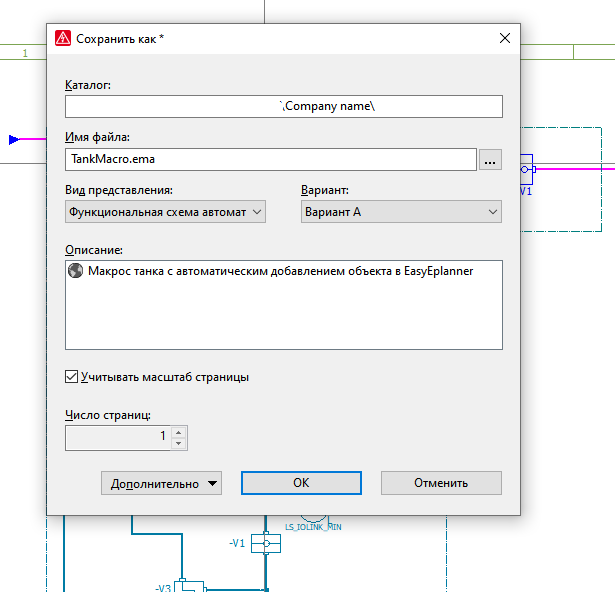 Сохранить как *
1
Каталог:
\Company name\
Имя файла:
TankMacro.ema
...
Вид представления:
Вариант:
Функциональная схема автомат
Вариант A
V1
Описание:
Макрос танка с автоматическим добавлением объекта в EasyEplanner
Учитывать масштаб страницы
Число страниц:
1
Дополнительно
ОК
Отменить
LS_IOLINK_MIN
-V1
-V3